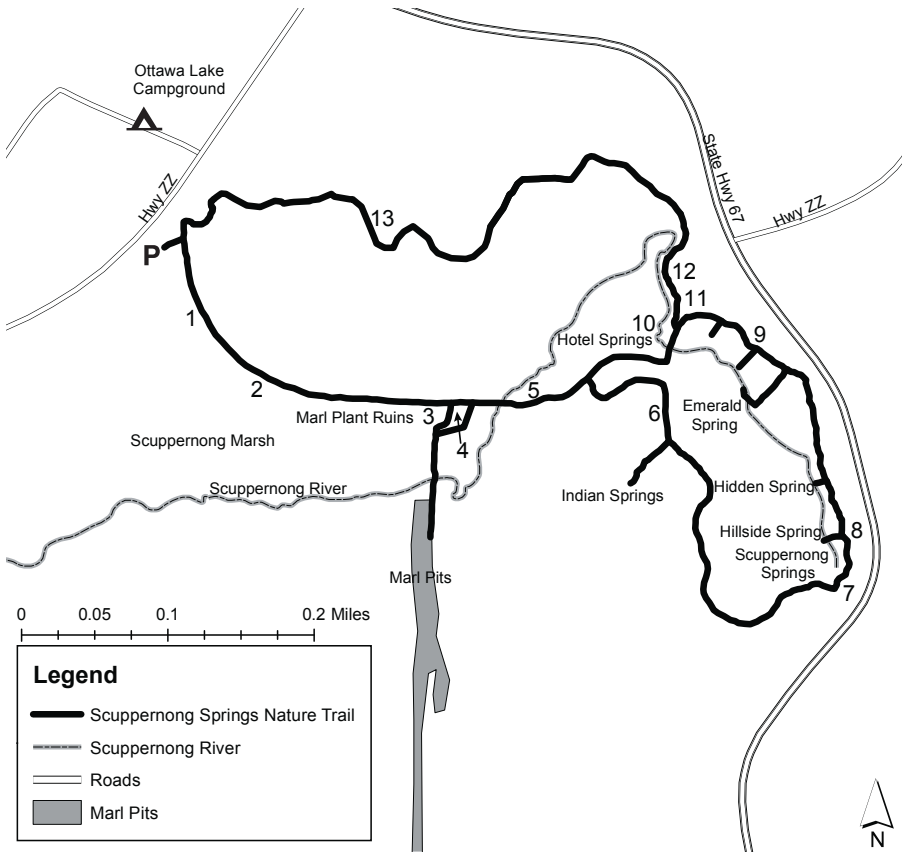 Ottawa Lake
Campground
Hwy ZZ
State Hwy 67
Hwy ZZ
P
13
12
11
10
Hotel Springs
9
1
2
5
3
Marl Plant Ruins
4
6
Emerald
Spring
Scuppernong Marsh
Scuppernong River
Indian Springs
Hidden Spring
Hillside Spring
8
Scuppernong
Springs
7
Marl Pits
0 0.05 0.1 0.2 Miles
Legend
Scuppernong Springs Nature Trail
Scuppernong River
Roads
Marl Pits
N